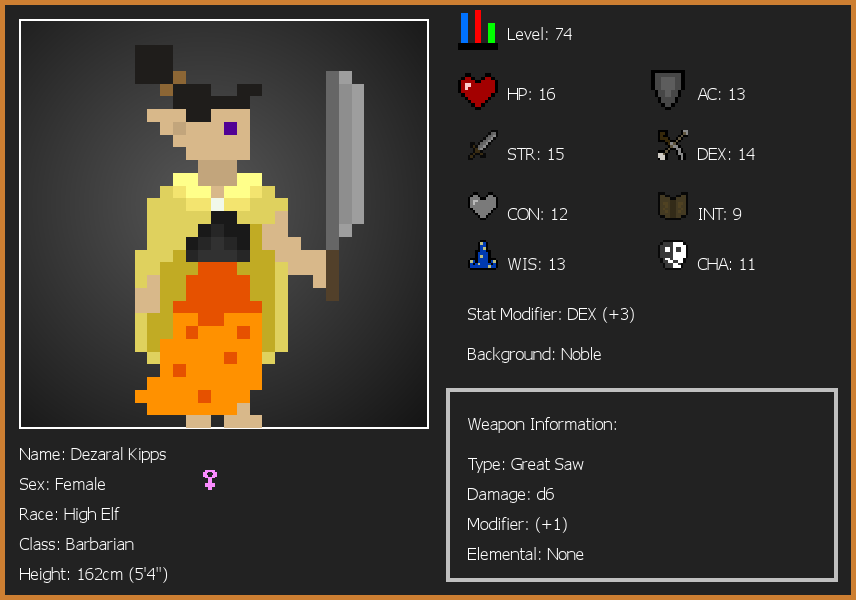 Level: 74
HP: 16
AC: 13
STR: 15
DEX: 14
CON: 12
INT: 9
WIS: 13
CHA: 11
Stat Modifier: DEX (+3)
Background: Noble
Weapon Information:
Type: Great Saw
Damage: d6
Modifier: (+1)
Elemental: None
Name: Dezaral Kipps
Sex: Female
Race: High Elf
Class: Barbarian
Height: 162cm (5'4")